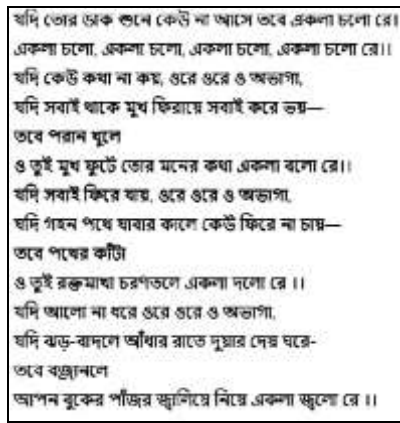 যদি তোর ডাক শুনে কেউ না আসে তবে একলা চলো রে।
একলা চলো, একলা চলো, একলা চলো, একলা চলো রে।।
যদি কেউ কথা না কয়, ওরে ওরে ও অভাগা,
যদি সবাই থাকে মুখ ফিরায়ে সবাই করে ভয়—
তবে পরান খুলে
ও তুই মুখ ফুটে তোর মনের কথা একলা বলো রে।।
যদি সবাই ফিরে যায়, ওরে ওরে ও অভাগা,
যদি গহন পথে যাবার কালে কেউ ফিরে না চায়—
তবে পথের কাঁটা
ও তুই রক্তমাখা চরণতলে একলা দলো রে ।।
যদি আলো না ধরে ওরে ওরে ও অভাগা,
যদি ঝড়-বাদলে আঁধার রাতে দুয়ার দেয় ঘরে-
তবে বজ্রানলে
আপন বুকের পাঁজর জ্বালিয়ে নিয়ে একলা জ্বলো রে ।।